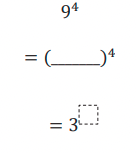 9⁴
= (______)⁴
= 3